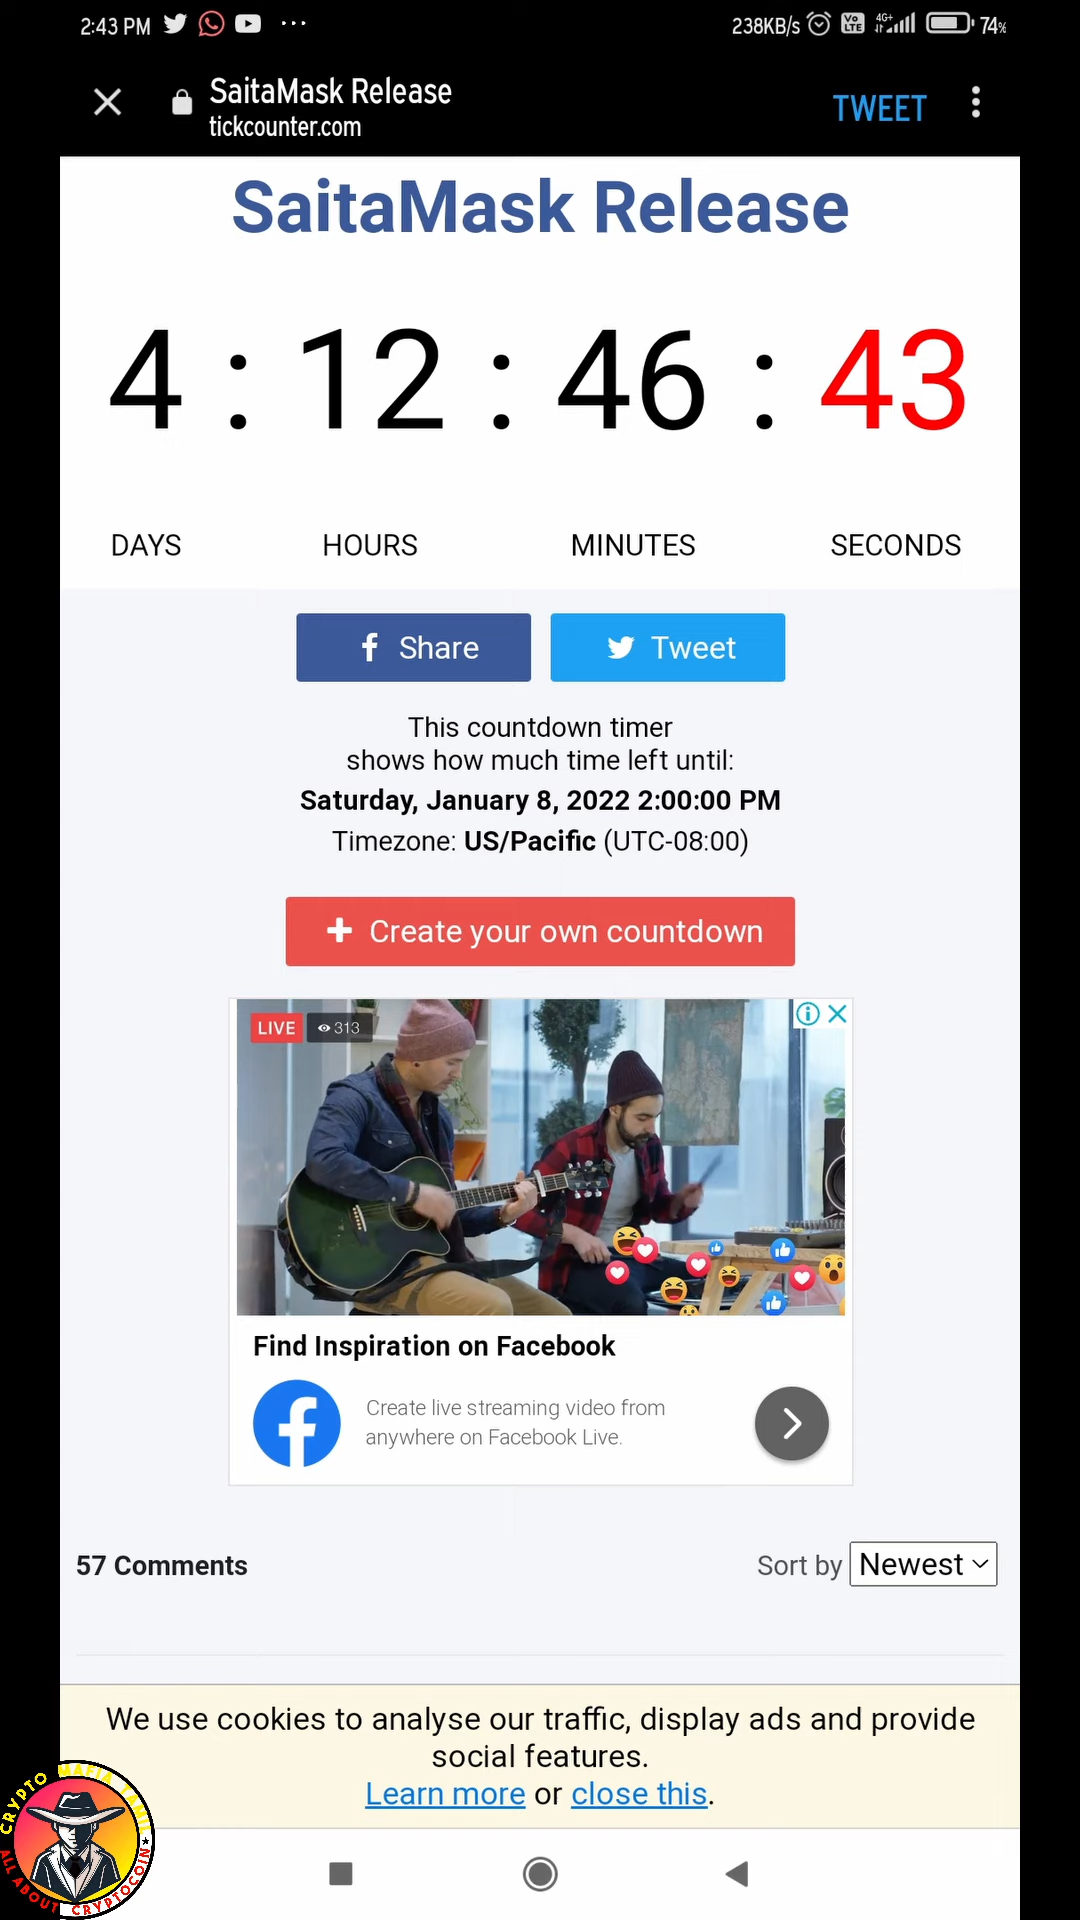 2:43 PM
238KB/s Vo LTE 4G+ 74%
SaitaMask Release
tickcounter.com
TWEET
SaitaMask Release
4 : 12 : 46 : 43
DAYS HOURS MINUTES SECONDS
Share Tweet
This countdown timer
shows how much time left until:
Saturday, January 8, 2022 2:00:00 PM
Timezone: US/Pacific (UTC-08:00)
+ Create your own countdown
LIVE 313
Find Inspiration on Facebook
Create live streaming video from
anywhere on Facebook Live.
57 Comments
Sort by Newest
We use cookies to analyse our traffic, display ads and provide
social features.
Learn more or close this.
CRYPTO MAFIA TAMIL
ALL ABOUT CRYPTOCOIN